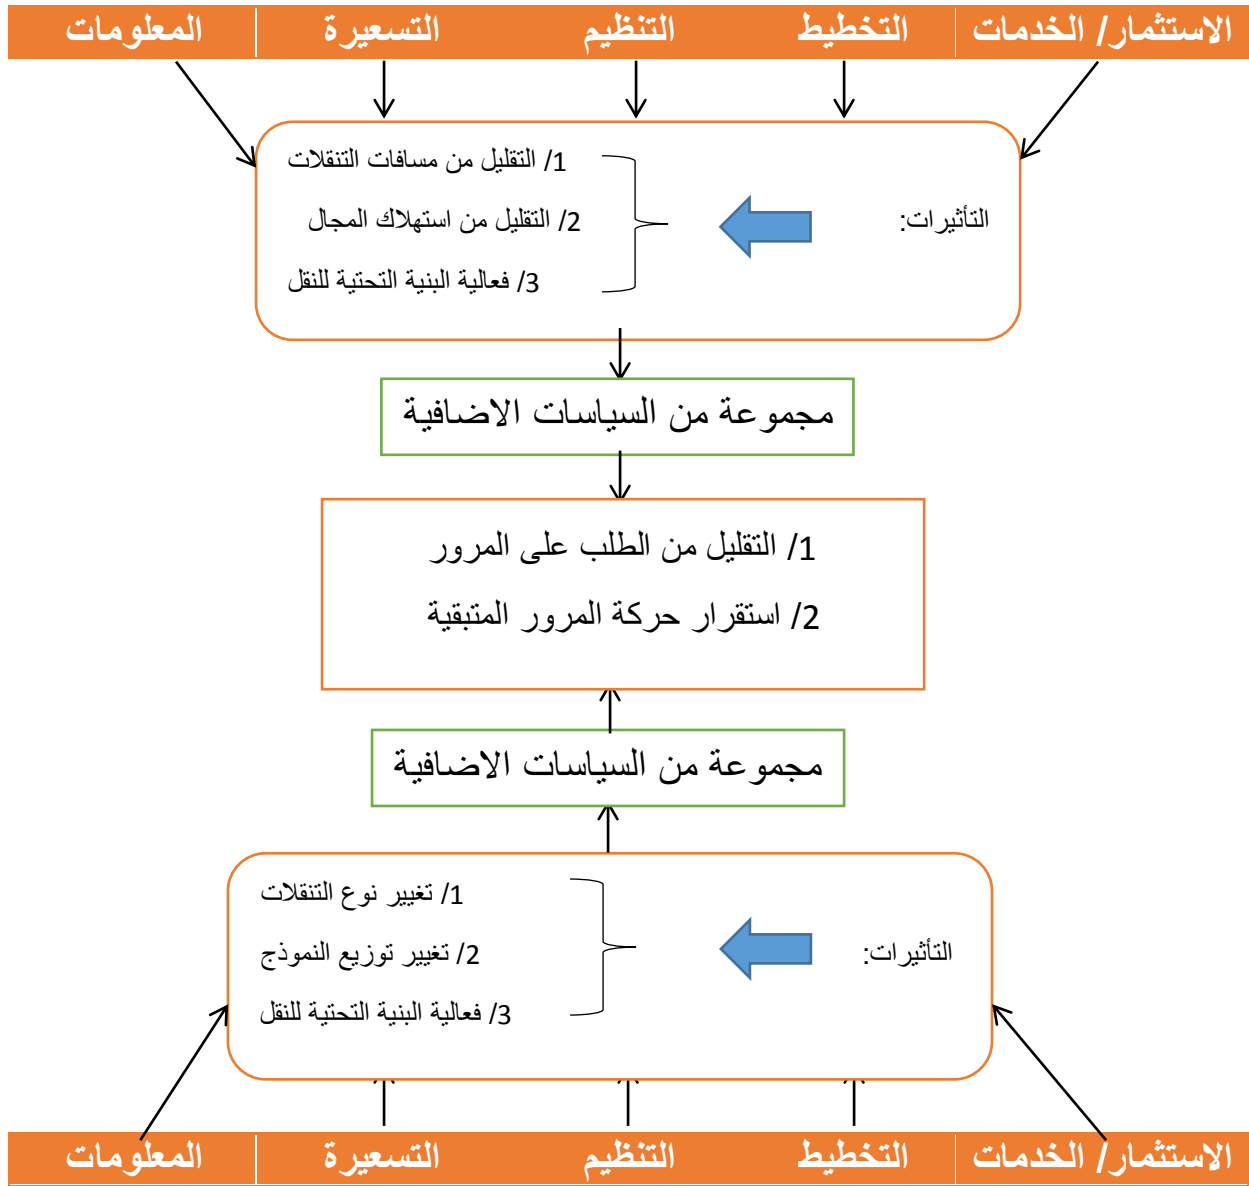 الاستثمار/ الخدمات التخطيط التنظيم التسعيرة المعلومات
1/ التقليل من مسافات التنقلات
التأثيرات: 2/ التقليل من استهلاك المجال
3/ فعالية البنية التحتية للنقل
مجموعة من السياسات الاضافية
1/ التقليل من الطلب على المرور
2/ استقرار حركة المرور المتبقية
مجموعة من السياسات الاضافية
1/ تغيير نوع التنقلات
التأثيرات: 2/ تغيير توزيع النموذج
3/ فعالية البنية التحتية للنقل
الاستثمار/ الخدمات التخطيط التنظيم التسعيرة المعلومات